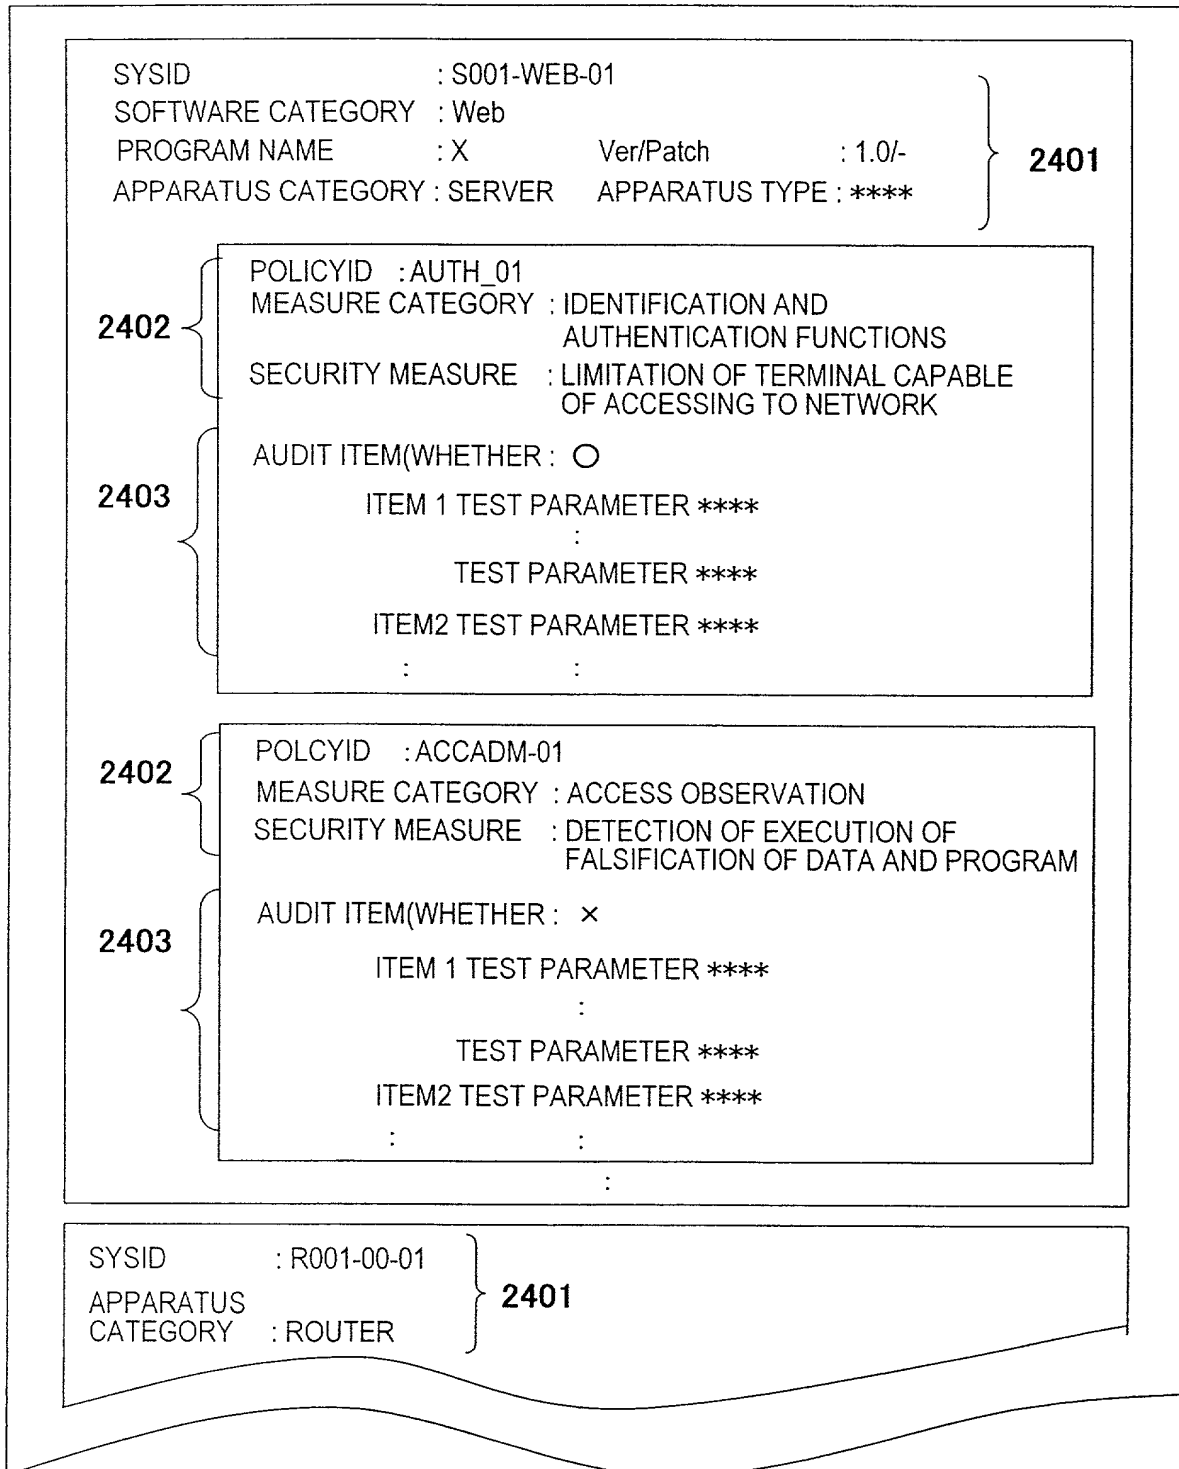 SYSID : S001-WEB-01
SOFTWARE CATEGORY : Web
PROGRAM NAME : X Ver/Patch : 1.0/-
2401
APPARATUS CATEGORY : SERVER APPARATUS TYPE : ****
POLICYID : AUTH_01
MEASURE CATEGORY : IDENTIFICATION AND
2402
AUTHENTICATION FUNCTIONS
SECURITY MEASURE : LIMITATION OF TERMINAL CAPABLE
OF ACCESSING TO NETWORK
AUDIT ITEM(WHETHER : ○
2403
ITEM 1 TEST PARAMETER ****
:
TEST PARAMETER ****
ITEM2 TEST PARAMETER ****
: :
POLCYID : ACCADM-01
2402
MEASURE CATEGORY : ACCESS OBSERVATION
SECURITY MEASURE : DETECTION OF EXECUTION OF
FALSIFICATION OF DATA AND PROGRAM
AUDIT ITEM(WHETHER : ×
2403
ITEM 1 TEST PARAMETER ****
:
TEST PARAMETER ****
ITEM2 TEST PARAMETER ****
: :
:
SYSID : R001-00-01
2401
APPARATUS
CATEGORY : ROUTER